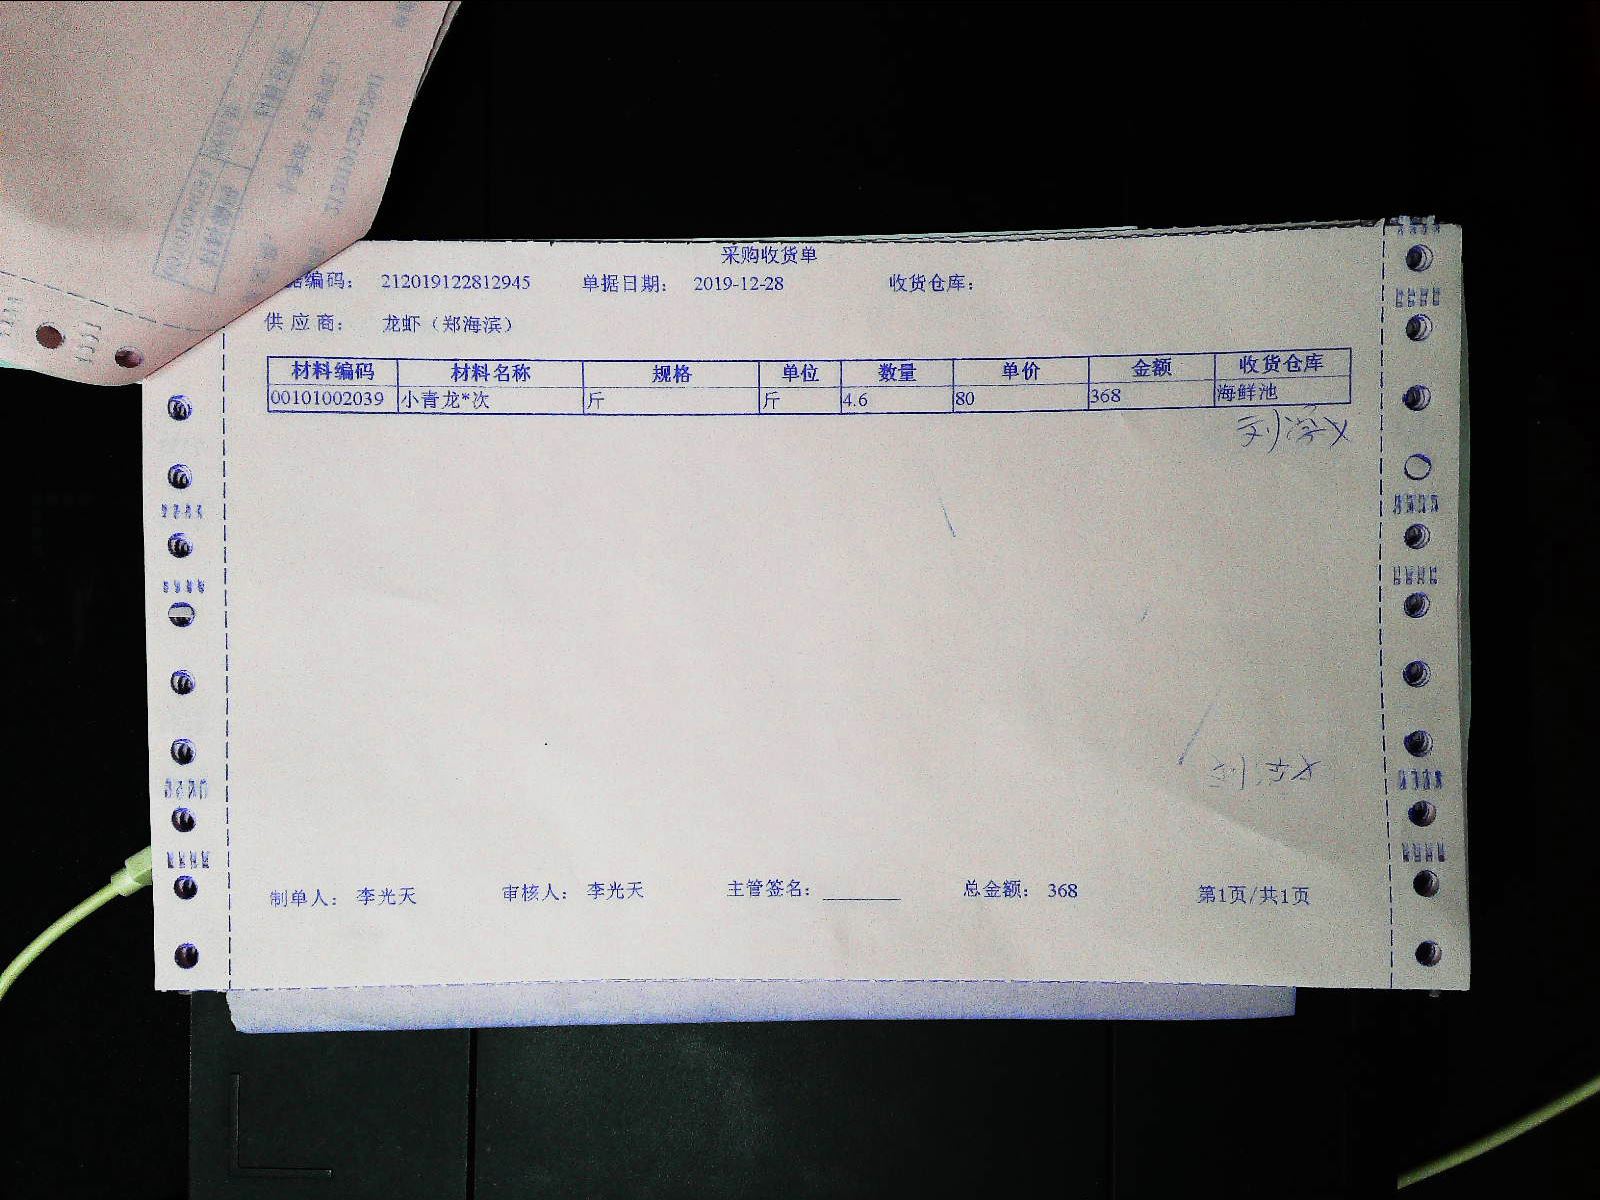 采购收货单
据编码： 212019122812945 单据日期： 2019-12-28 收货仓库：
供应商： 龙虾（郑海滨）
材料编码 材料名称 规格 单位 数量 单价 金额 收货仓库
00101002039 小青龙*次 斤 斤 4.6 80 368 海鲜池
制单人： 李光天 审核人： 李光天 主管签名： 总金额： 368 第1页/共1页